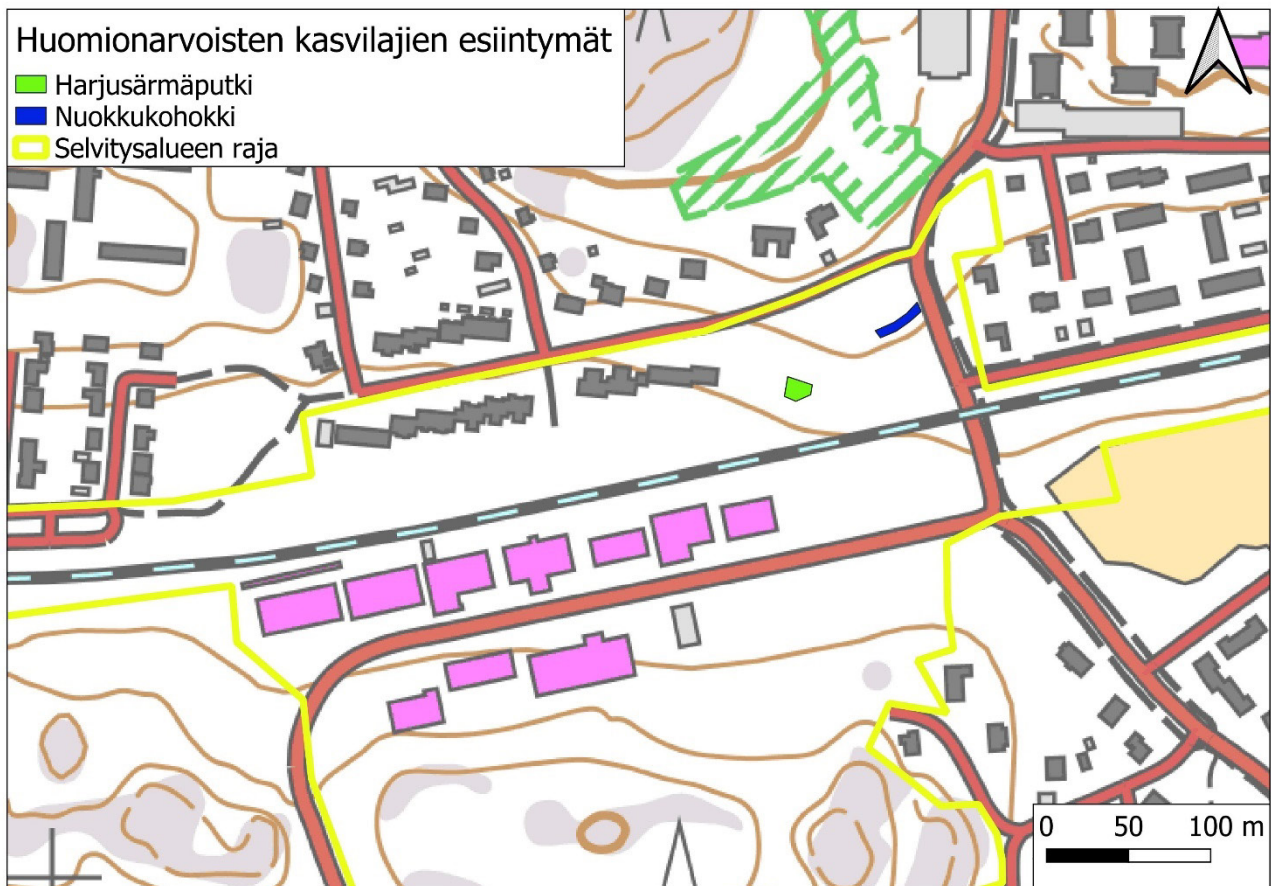 Huomionarvoisten kasvilajien esiintymät
Harjusärmäputki
Nuokkukohokki
Selvitysalueen raja
0 50 100 m